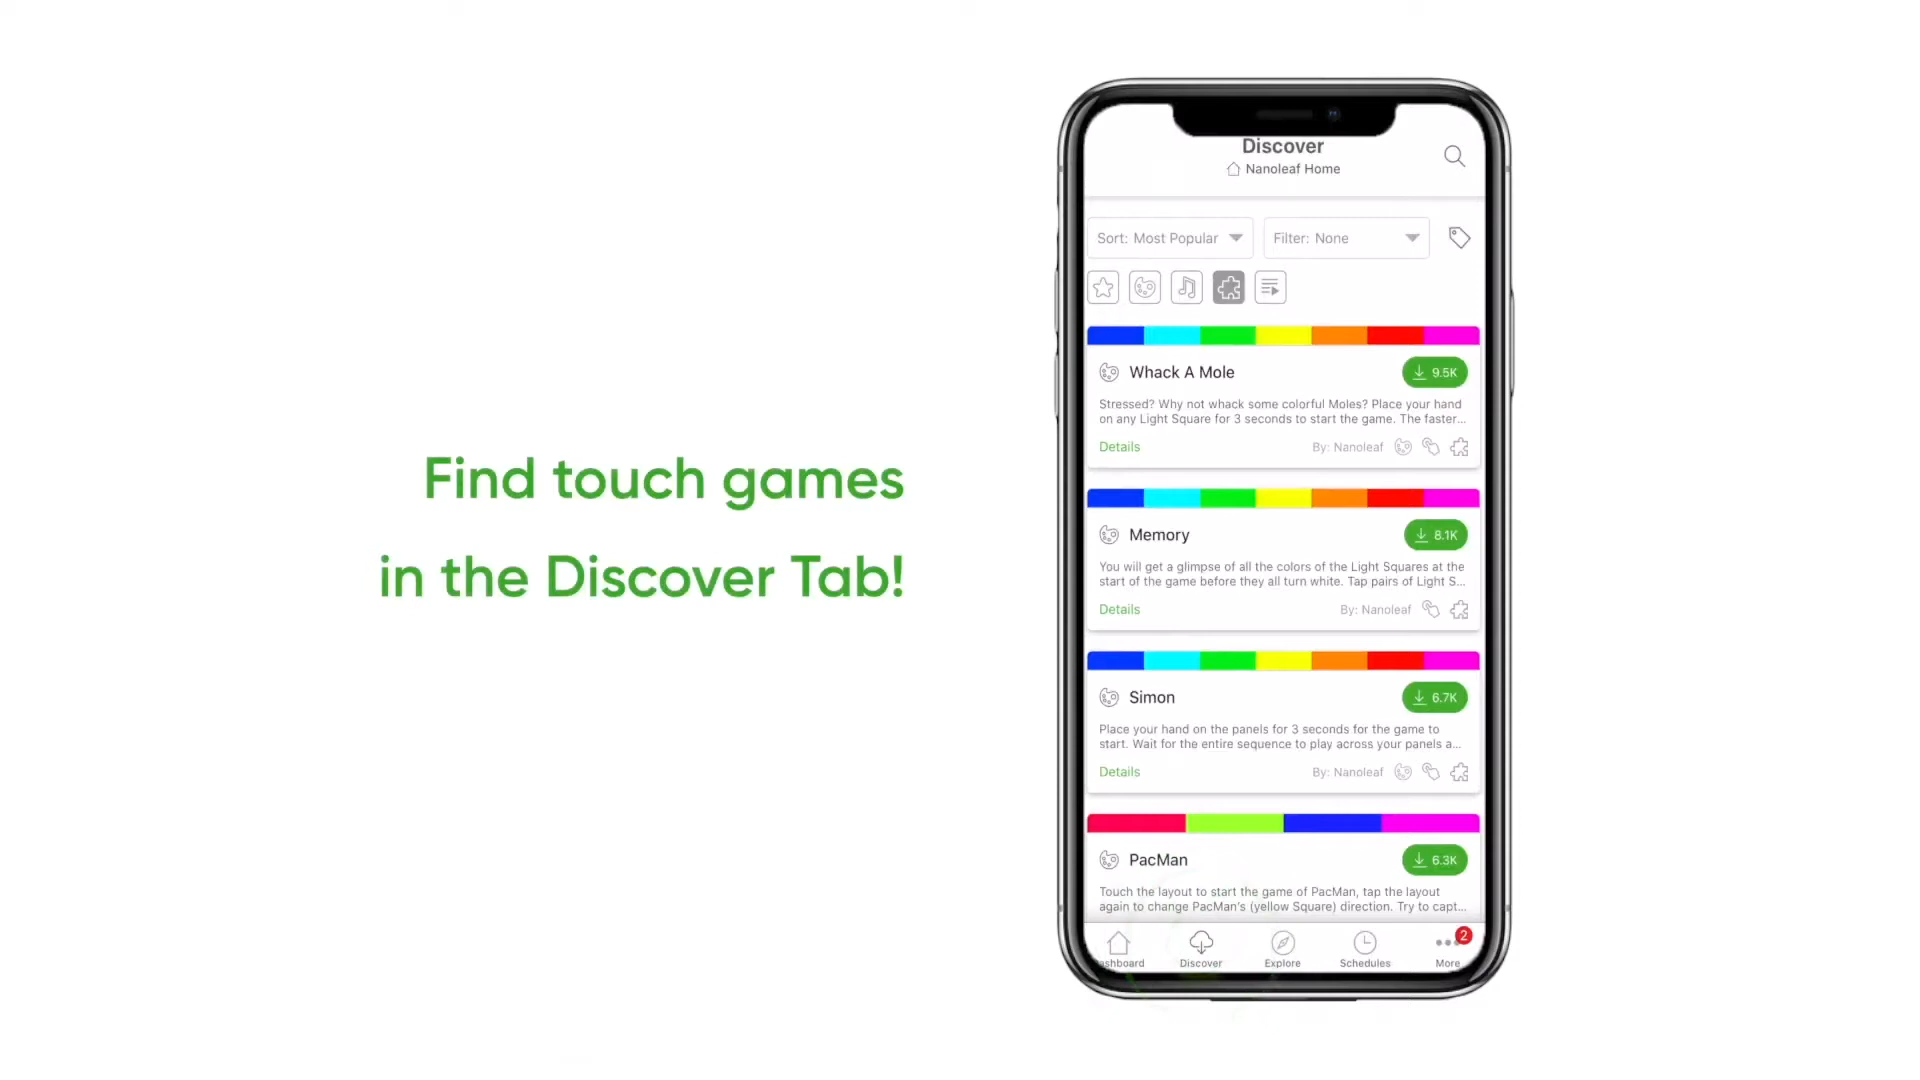 Find touch games
in the Discover Tab!
Discover
Nanoleaf Home
Sort: Most Popular
Filter: None
Whack A Mole
9.5K
Stressed? Why not whack some colorful Moles? Place your hand
on any Light Square for 3 seconds to start the game. The faster...
Details
By: Nanoleaf
Memory
8.1K
You will get a glimpse of all the colors of the Light Squares at the
start of the game before they all turn white. Tap pairs of Light S...
Details
By: Nanoleaf
Simon
6.7K
Place your hand on the panels for 3 seconds for the game to
start. Wait for the entire sequence to play across your panels a...
Details
By: Nanoleaf
PacMan
6.3K
Touch the layout to start the game of PacMan, tap the layout
again to change PacMan's (yellow Square) direction. Try to capt...
ashboard
Discover
Explore
Schedules
More
2